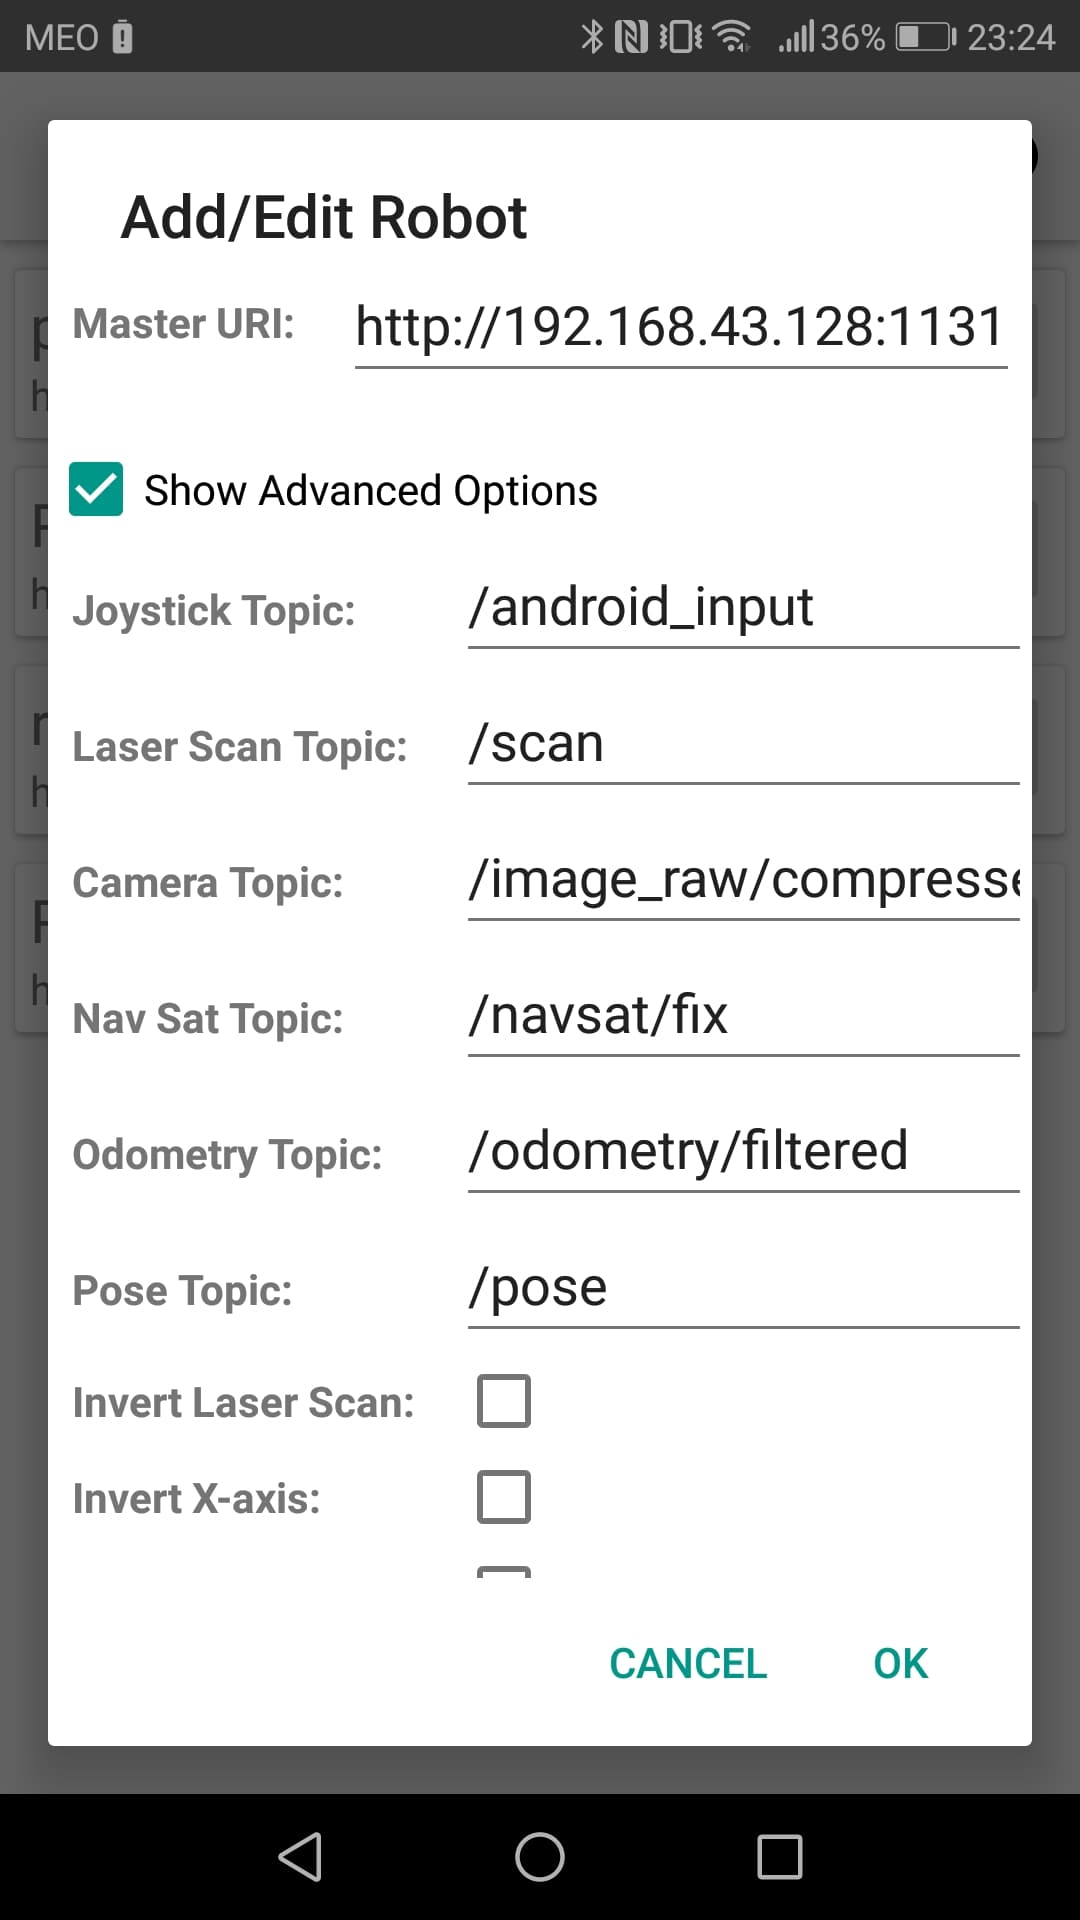 MEO 36% 23:24
Add/Edit Robot
Master URI: http://192.168.43.128:1131
Show Advanced Options
Joystick Topic: /android_input
Laser Scan Topic: /scan
Camera Topic: /image_raw/compresse
Nav Sat Topic: /navsat/fix
Odometry Topic: /odometry/filtered
Pose Topic: /pose
Invert Laser Scan:
Invert X-axis:
CANCEL OK